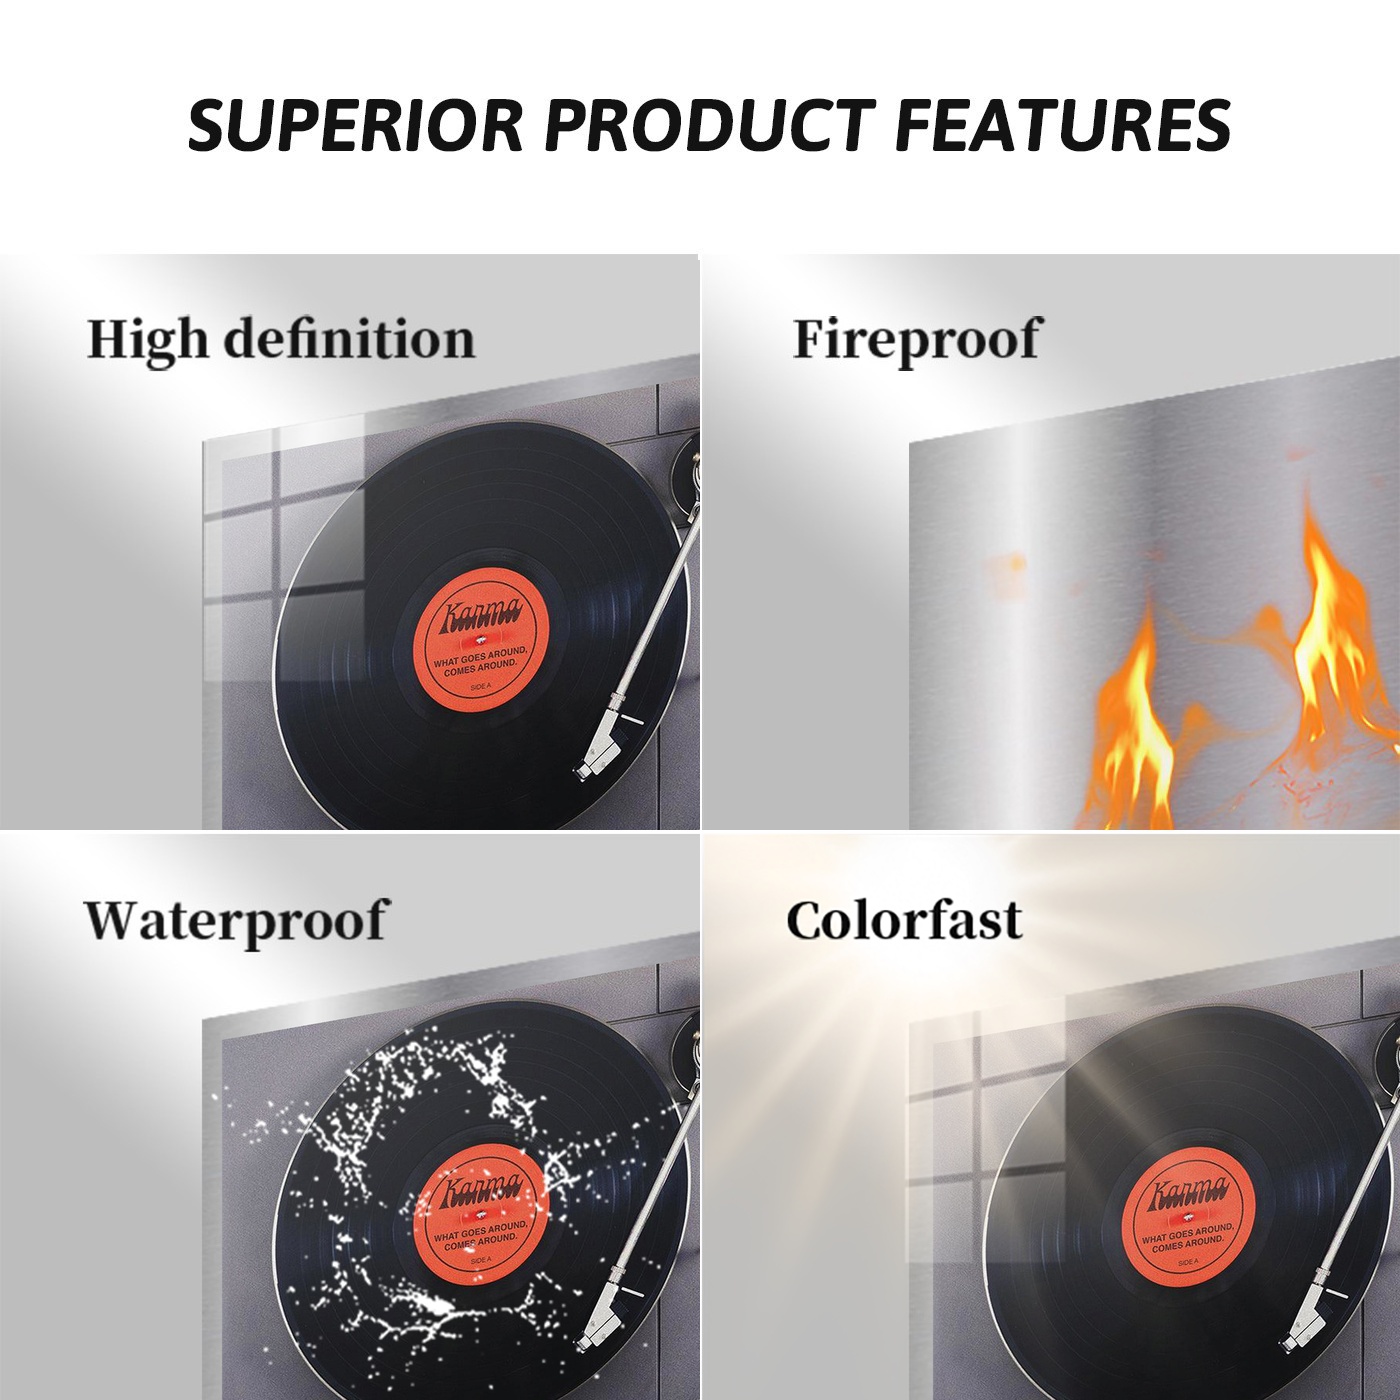 SUPERIOR PRODUCT FEATURES
High definition
Karma
WHAT GOES AROUND,
COMES AROUND.
SIDE A
Fireproof
Waterproof
Karma
WHAT GOES AROUND,
COMES AROUND.
SIDE A
Colorfast
Karma
WHAT GOES AROUND,
COMES AROUND.
SIDE A